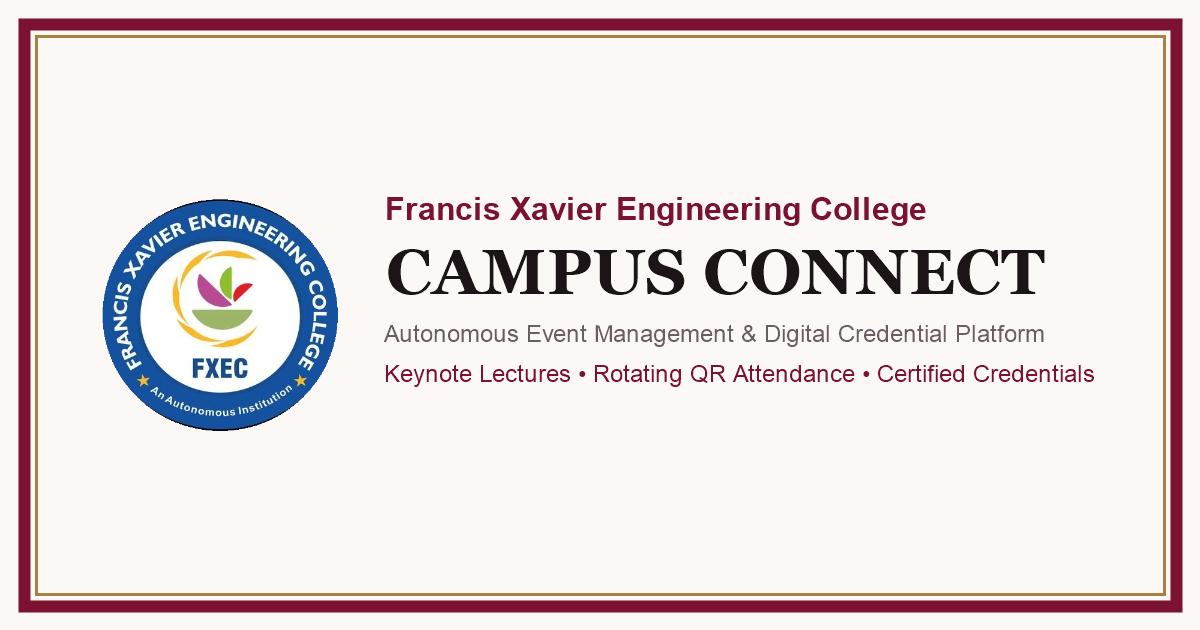 FRANCIS XAVIER ENGINEERING COLLEGE
FXEC
★ An Autonomous Institution ★
Francis Xavier Engineering College
CAMPUS CONNECT
Autonomous Event Management & Digital Credential Platform
Keynote Lectures • Rotating QR Attendance • Certified Credentials